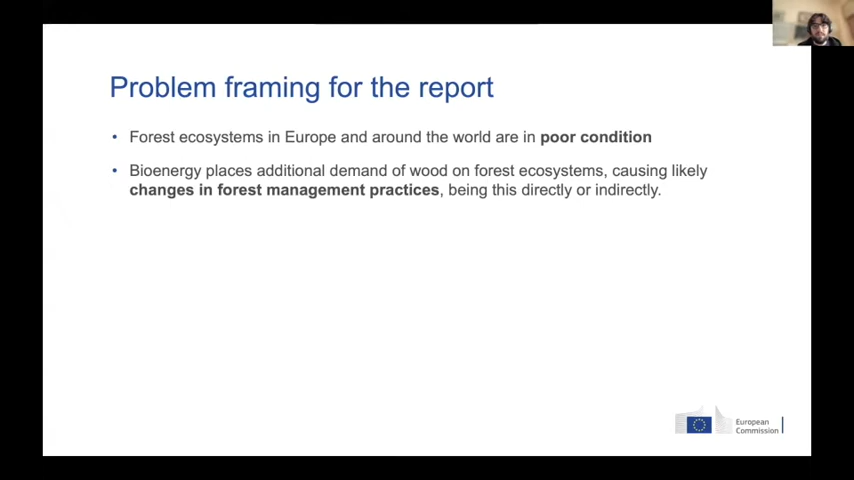 Problem framing for the report
• Forest ecosystems in Europe and around the world are in poor condition
• Bioenergy places additional demand of wood on forest ecosystems, causing likely
changes in forest management practices, being this directly or indirectly.
European
Commission